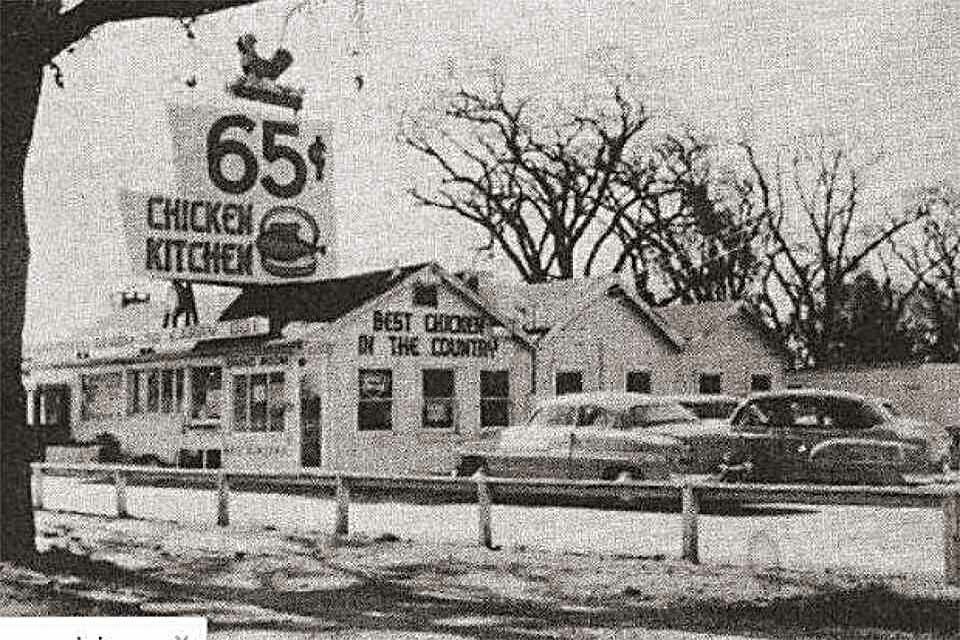 65¢
CHICKEN
KITCHEN
BEST CHICKEN
IN THE COUNTRY